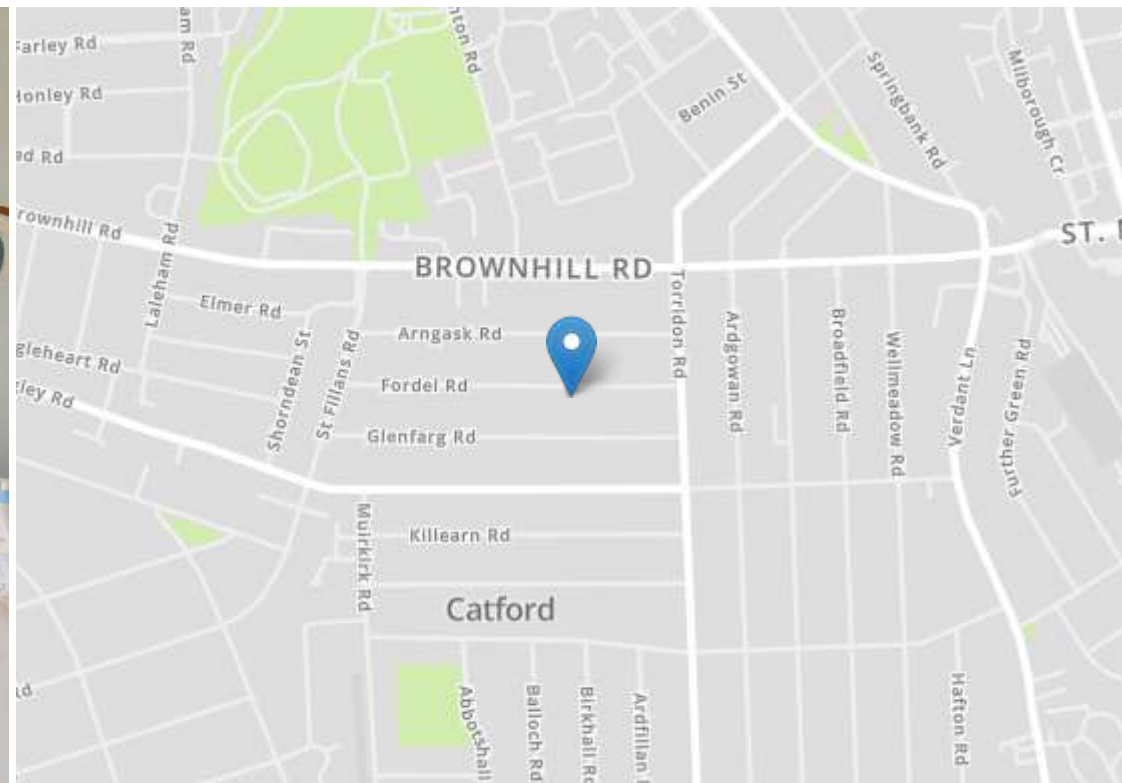 am Rd
nton Rd
Farley Rd
Honley Rd
Benin St
Springbank Rd
Milborough Cr.
Rd
rownhill Rd
Laleham Rd
BROWNHILL RD
ST.
Elmer Rd
Arngask Rd
Torridon Rd
Ardgowan Rd
Broadfield Rd
Wellmeadow Rd
Verdant Ln
Further Green Rd
Shorndean St
St Fillans Rd
gleheart Rd
ley Rd
Fordel Rd
Glenfarg Rd
Muirkirk Rd
Killearn Rd
Catford
Abbotshall
Balloch Rd
Birkhall Rd
Ardfillan
Hafton Rd